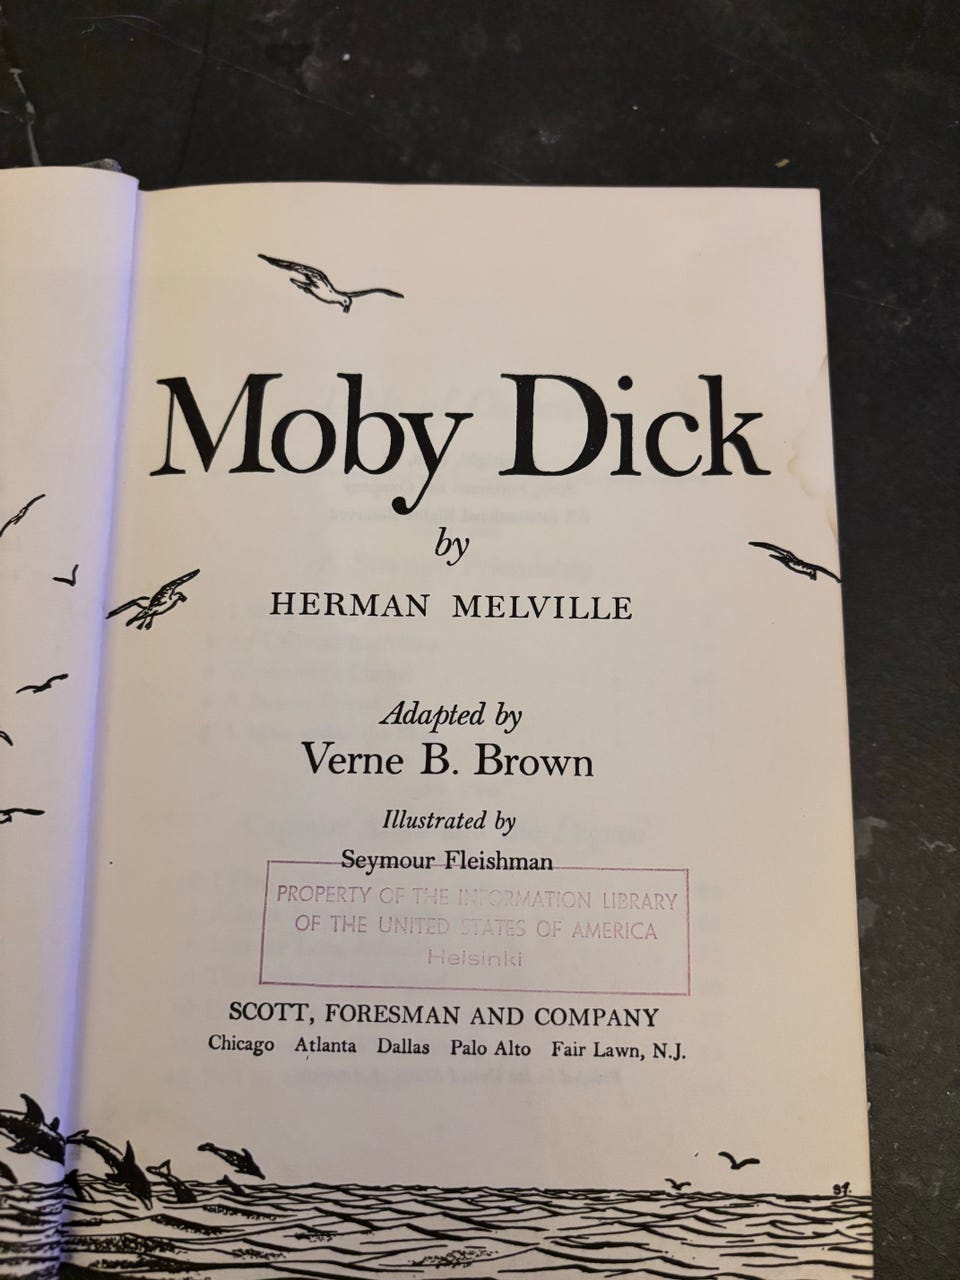 Moby Dick
by
HERMAN MELVILLE
Adapted by
Verne B. Brown
Illustrated by
Seymour Fleishman
PROPERTY OF THE INFORMATION LIBRARY
OF THE UNITED STATES OF AMERICA
Helsinki
SCOTT, FORESMAN AND COMPANY
Chicago Atlanta Dallas Palo Alto Fair Lawn, N.J.